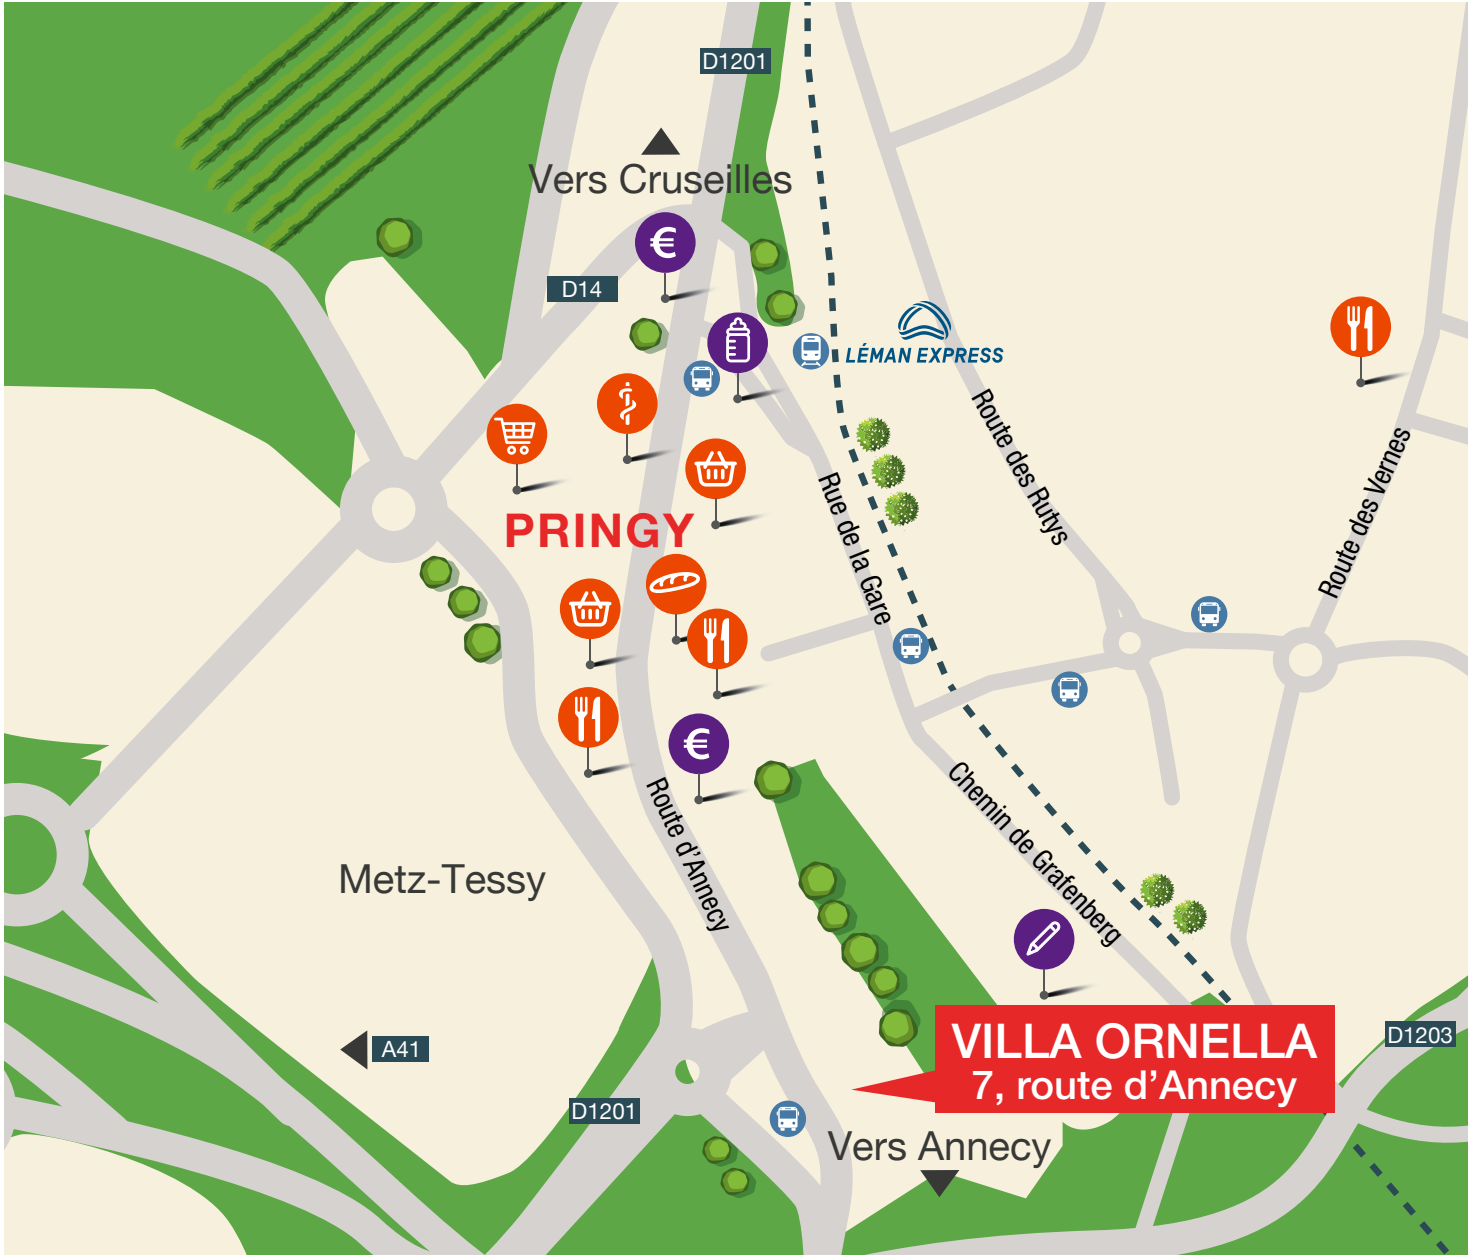 D1201
Vers Cruseilles
€
D14
LÉMAN EXPRESS
Route des Rutys
Route des Vernes
Rue de la Gare
PRINGY
€
Route d'Annecy
Chemin de Grafenberg
Metz-Tessy
A41
VILLA ORNELLA
7, route d'Annecy
D1203
D1201
Vers Annecy